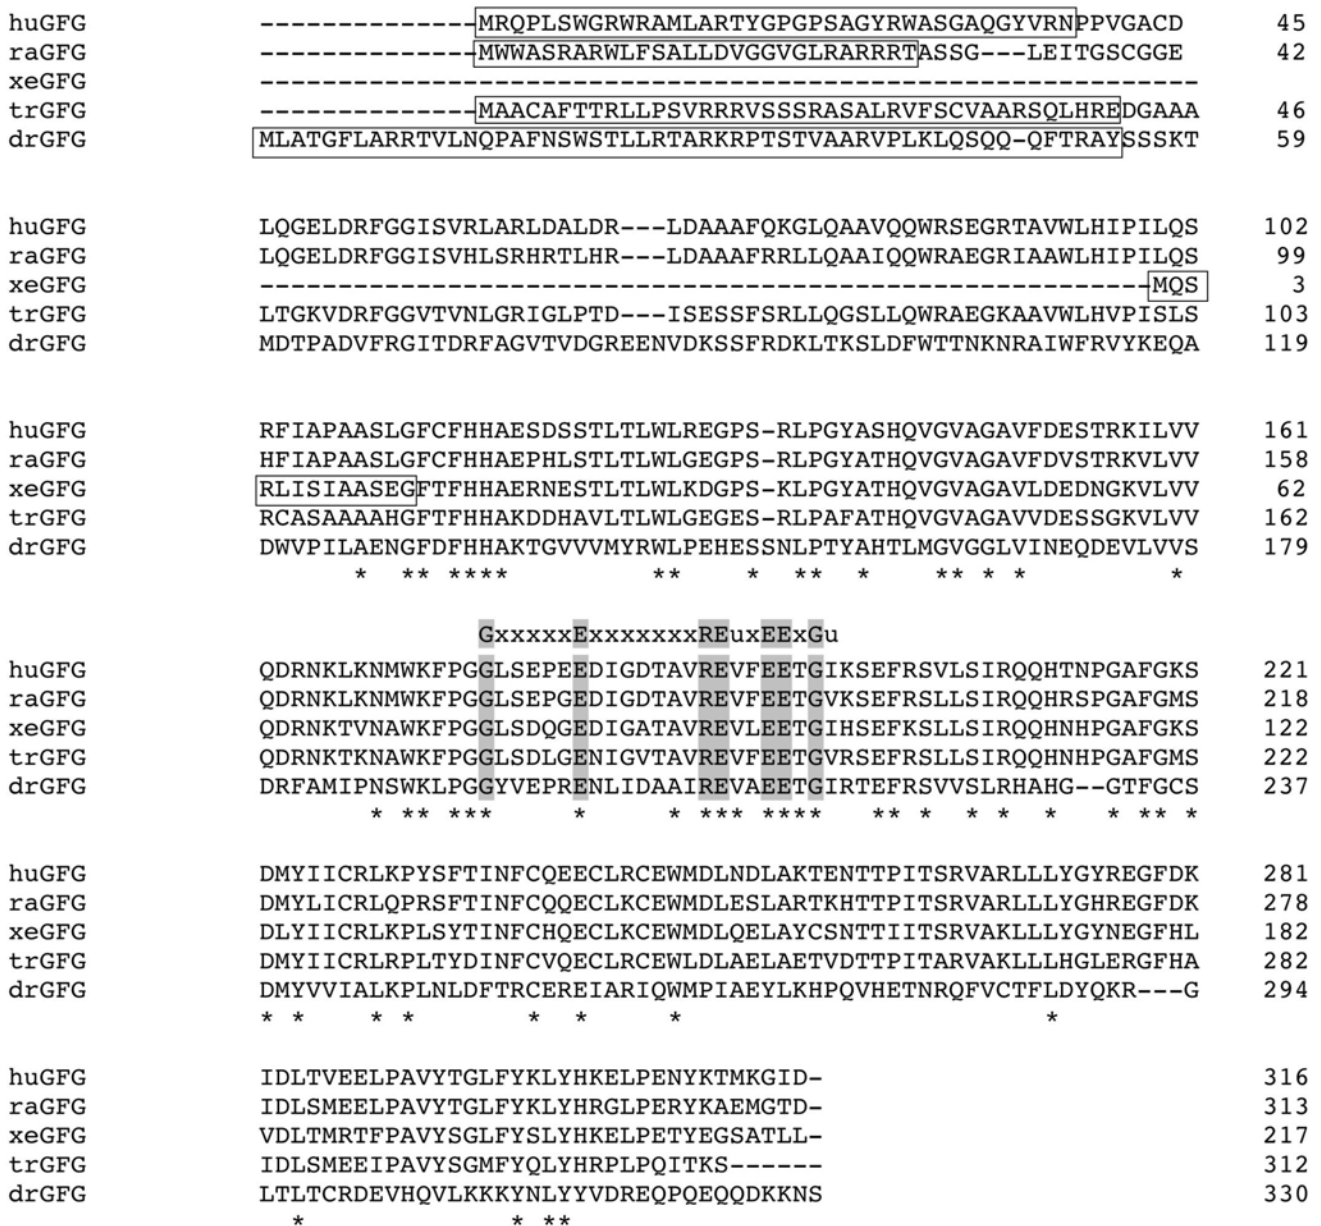 huGFG --------------MRQPLSWGRWRAMLARTYGPGPSAGYRWASGAQGYVRNPPVGACD 45
raGFG --------------MWWASRARWLFSALLDVGGVGLRARRRTASSG---LEITGSCGGE 42
xeGFG ------------------------------------------------------------
trGFG --------------MAACAFTTRLLPSVRRRVSSSRASALRVFSCVAARSQLHREDGAAA 46
drGFG MLATGFLARRTVLNQPAFNSWSTLLRTARKRPTSTVAARVPLKLQSQQ-QFTRAYSSSKT 59
huGFG LQGELDRFGGISVRLARLDALDR---LDAAAFQKGLQAAVQQWRSEGRTAVWLHIPILQS 102
raGFG LQGELDRFGGISVHLSRHRTLHR---LDAAAFRRLLQAAIQQWRAEGRIAAWLHIPILQS 99
xeGFG ---------------------------------------------------------MQS 3
trGFG LTGKVDRFGGVTVNLGRIGLPTD---ISESSFSRLLQGSLLQWRAEGKAAVWLHVPISLS 103
drGFG MDTPADVFRGITDRFAGVTVDGREENVDKSSFRDKLTKSLDFWTTNKNRAIWFRVYKEQA 119
huGFG RFIAPAASLGFCFHHAESDSSTLTLWLREGPS-RLPGYASHQVGVAGAVFDESTRKILVV 161
raGFG HFIAPAASLGFCFHHAEPHLSTLTLWLGEGPS-RLPGYATHQVGVAGAVFDVSTRKVLVV 158
xeGFG RLISIAASEGFTFHHAERNESTLTLWLKDGPS-RLPGYATHQVGVAGAVLDEDNGKVLVV 62
trGFG RCASAAAAHGFTFHHAKDDHAVLTLWLGEGES-RLPAFATHQVGVAGAVVDESSGKVLVV 162
drGFG DWVPILAENGFDFHHAKTGVVVMYRWLPEHESSNLPTYAHTLMGVGGLVINEQDEVLVVS 179
* ** **** ** * ** * ** * * *
GxxxxxExxxxxxxREuxEExGu
huGFG QDRNKLKNMWKFPGGLSEPEEDIGDTAVREVFEETGIKSEFRSVLSIRQQHTNPGAFGKS 221
raGFG QDRNKLKNMWKFPGGLSEPGEDIGDTAVREVFEETGVKSEFRSLLSIRQQHRSPGAFGMS 218
xeGFG QDRNKTVNAWKFPGGLSDQGEDIGATAVREVLEETGIHSEFKSLLSIRQQHNHPGAFGKS 122
trGFG QDRNKTKNAWKFPGGLSDLGENIGVTAVREVFEETGVRSEFRSLLSIRQQHNHPGAFGMS 222
drGFG DRFAMIPNSWKLPGGYVEPRENLIDAAIREVAEETGIRTEFRSVVSLRHAHG--GTFGCS 237
* ** *** * * *** **** ** * * * * * ** *
huGFG DMYIICRLKPYSFTINFCQEECLRCEWMDLNDLAKTENTTPITSRVARLLLYGYREGFDK 281
raGFG DMYLICRLQPRSFTINFCQQECLKCEWMDLESLARTKHTTPITSRVARLLLYGHREGFDK 278
xeGFG DLYIICRLKPLSYTINFCHQECLKCEWMDLQELAYCSNTTIITSRVAKLLLYGYNEGFHL 182
trGFG DMYIICRLRPLTYDINFCVQECLRCEWLDLAELAETVDTTPITARVAKLLLHGLERGFHA 282
drGFG DMYVVIALKPLNLDFTRCEREIARIQWMPIAEYLKHPQVHETNRQFVCTFLDYQKR---G 294
* * * * * * * *
huGFG IDLTVEELPAVYTGLFYKLYHKELPENYKTMKGID- 316
raGFG IDLSMEELPAVYTGLFYKLYHRGLPERYKAEMGTD- 313
xeGFG VDLTMRTFPAVYSGLFYSLYHKELPETYEGSATLL- 217
trGFG IDLSMEEIPAVYSGMFYQLYHRPLPQITKS------ 312
drGFG LTLTCRDEVHQVLKKKYNLYYVDREQPQEQQDKKNS 330
* * **